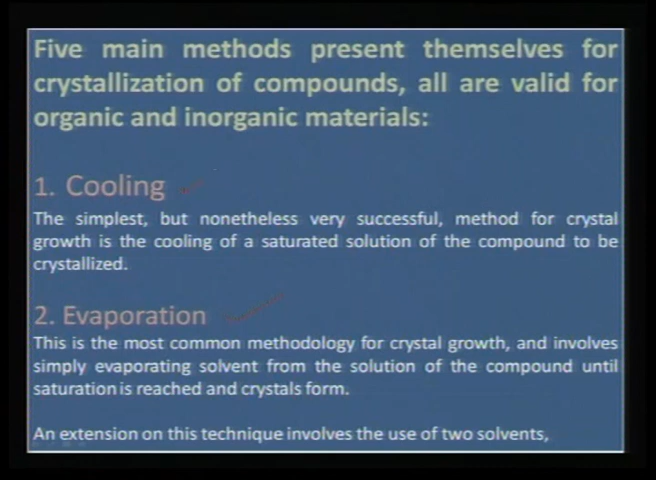 Five main methods present themselves for
crystallization of compounds, all are valid for
organic and inorganic materials:
1. Cooling
The simplest, but nonetheless very successful, method for crystal
growth is the cooling of a saturated solution of the compound to be
crystallized.
2. Evaporation
This is the most common methodology for crystal growth, and involves
simply evaporating solvent from the solution of the compound until
saturation is reached and crystals form.
An extension on this technique involves the use of two solvents,